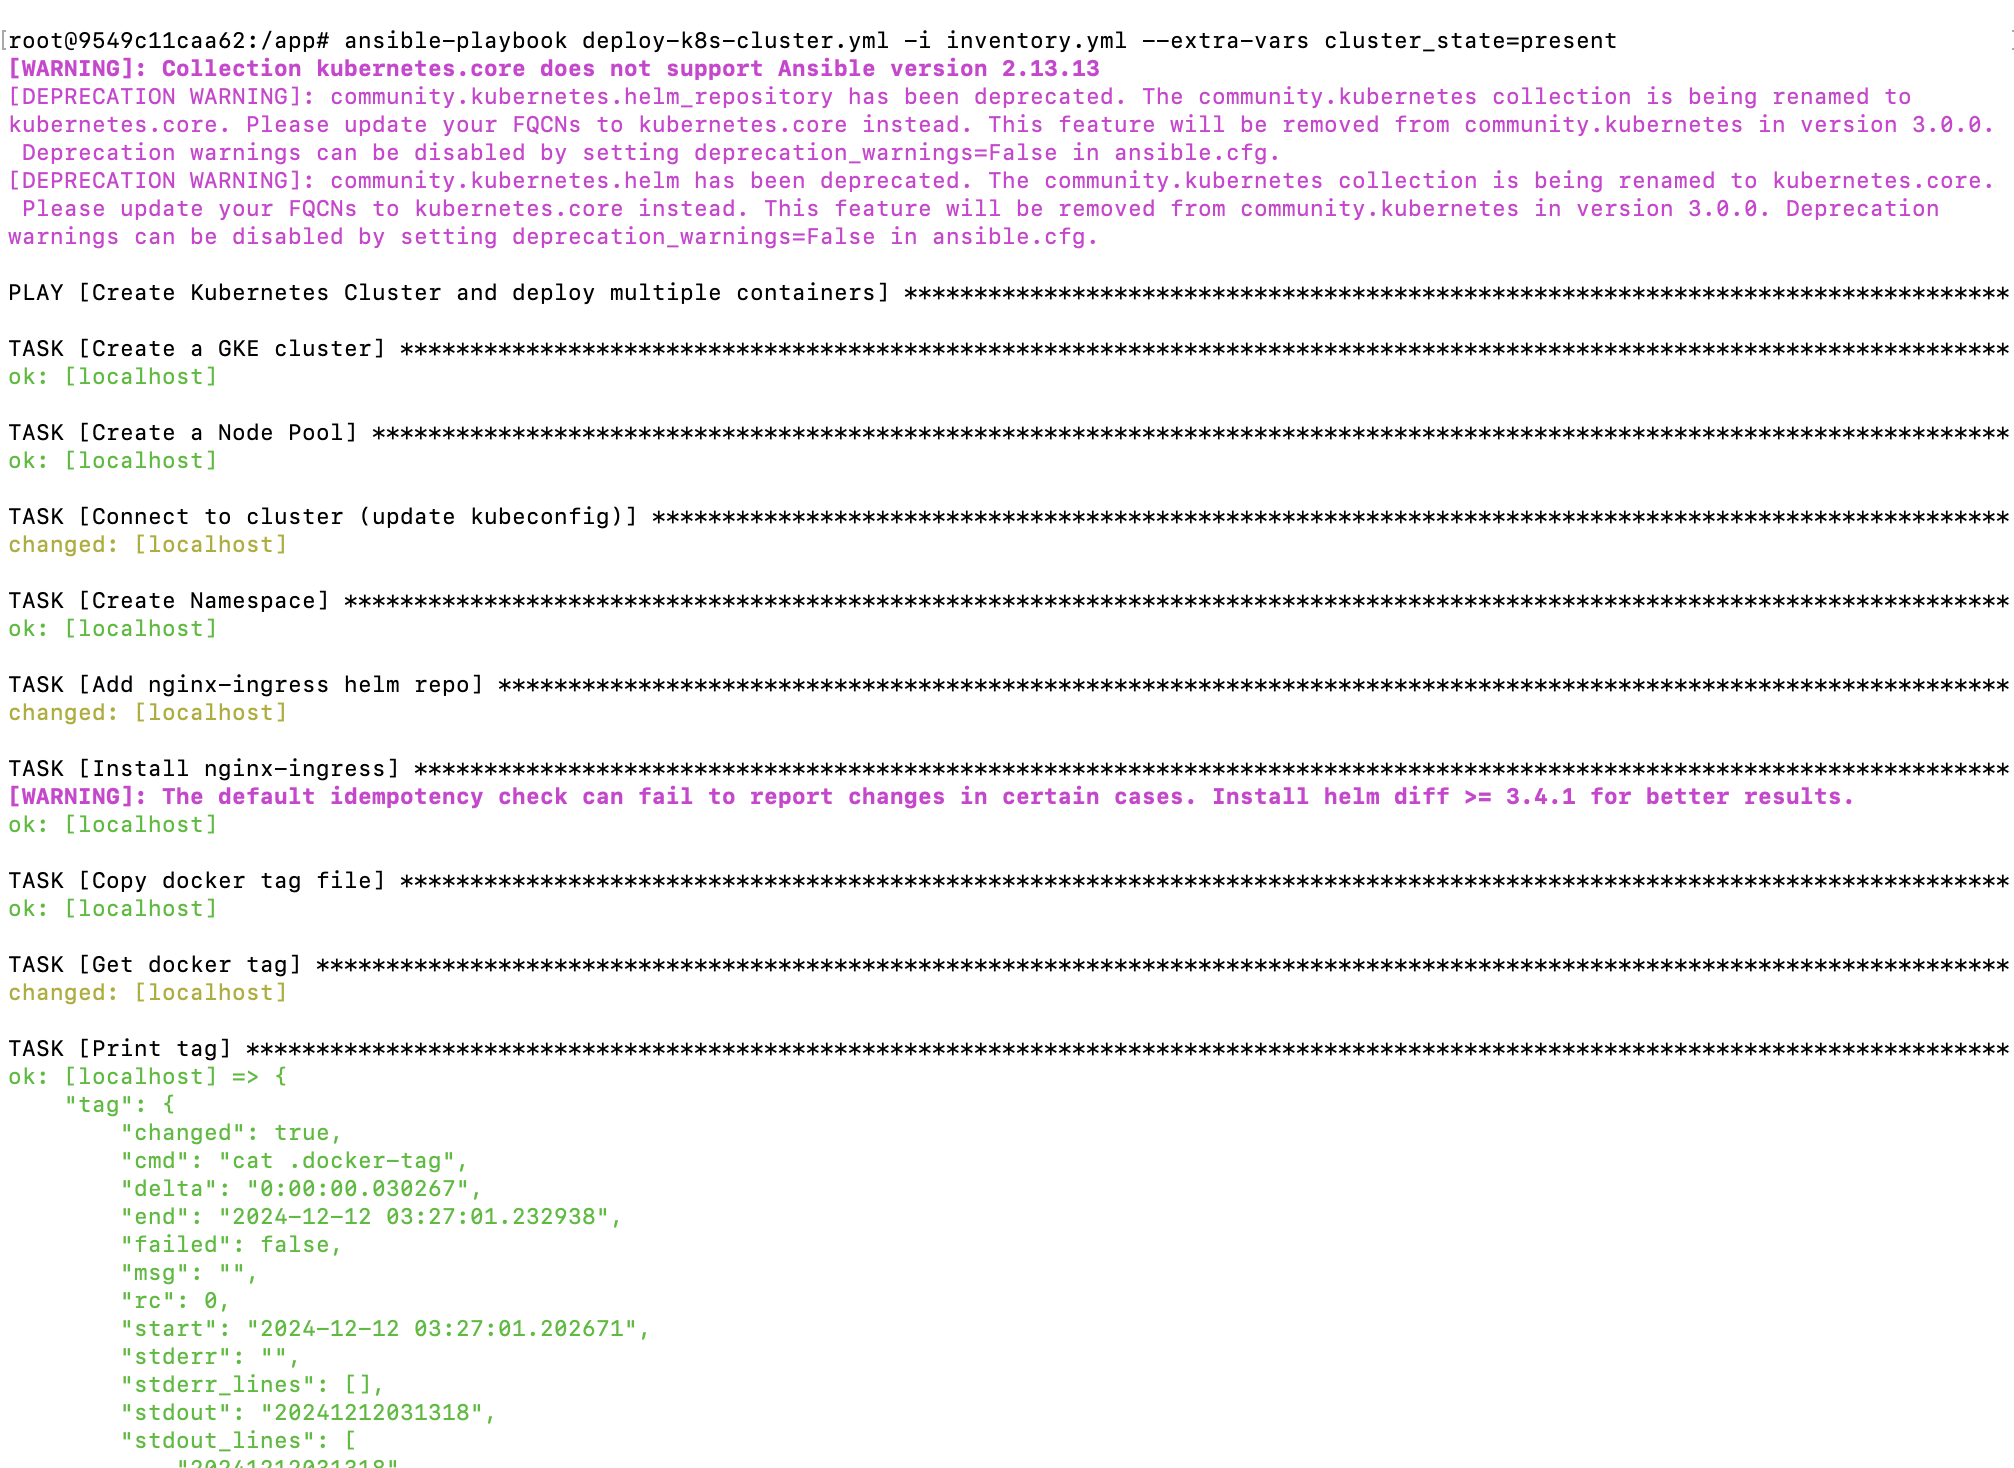 [root@9549c11caa62:/app# ansible-playbook deploy-k8s-cluster.yml -i inventory.yml --extra-vars cluster_state=present
[WARNING]: Collection kubernetes.core does not support Ansible version 2.13.13
[DEPRECATION WARNING]: community.kubernetes.helm_repository has been deprecated. The community.kubernetes collection is being renamed to
kubernetes.core. Please update your FQCNs to kubernetes.core instead. This feature will be removed from community.kubernetes in version 3.0.0.
 Deprecation warnings can be disabled by setting deprecation_warnings=False in ansible.cfg.
[DEPRECATION WARNING]: community.kubernetes.helm has been deprecated. The community.kubernetes collection is being renamed to kubernetes.core.
 Please update your FQCNs to kubernetes.core instead. This feature will be removed from community.kubernetes in version 3.0.0. Deprecation
warnings can be disabled by setting deprecation_warnings=False in ansible.cfg.
PLAY [Create Kubernetes Cluster and deploy multiple containers] *******************************************************************************
TASK [Create a GKE cluster] *******************************************************************************************************************
ok: [localhost]
TASK [Create a Node Pool] *********************************************************************************************************************
ok: [localhost]
TASK [Connect to cluster (update kubeconfig)] *************************************************************************************************
changed: [localhost]
TASK [Create Namespace] ***********************************************************************************************************************
ok: [localhost]
TASK [Add nginx-ingress helm repo] ************************************************************************************************************
changed: [localhost]
TASK [Install nginx-ingress] ******************************************************************************************************************
[WARNING]: The default idempotency check can fail to report changes in certain cases. Install helm diff >= 3.4.1 for better results.
ok: [localhost]
TASK [Copy docker tag file] *******************************************************************************************************************
ok: [localhost]
TASK [Get docker tag] *************************************************************************************************************************
changed: [localhost]
TASK [Print tag] ******************************************************************************************************************************
ok: [localhost] => {
    "tag": {
        "changed": true,
        "cmd": "cat .docker-tag",
        "delta": "0:00:00.030267",
        "end": "2024-12-12 03:27:01.232938",
        "failed": false,
        "msg": "",
        "rc": 0,
        "start": "2024-12-12 03:27:01.202671",
        "stderr": "",
        "stderr_lines": [],
        "stdout": "20241212031318",
        "stdout_lines": [
            "20241212031318"